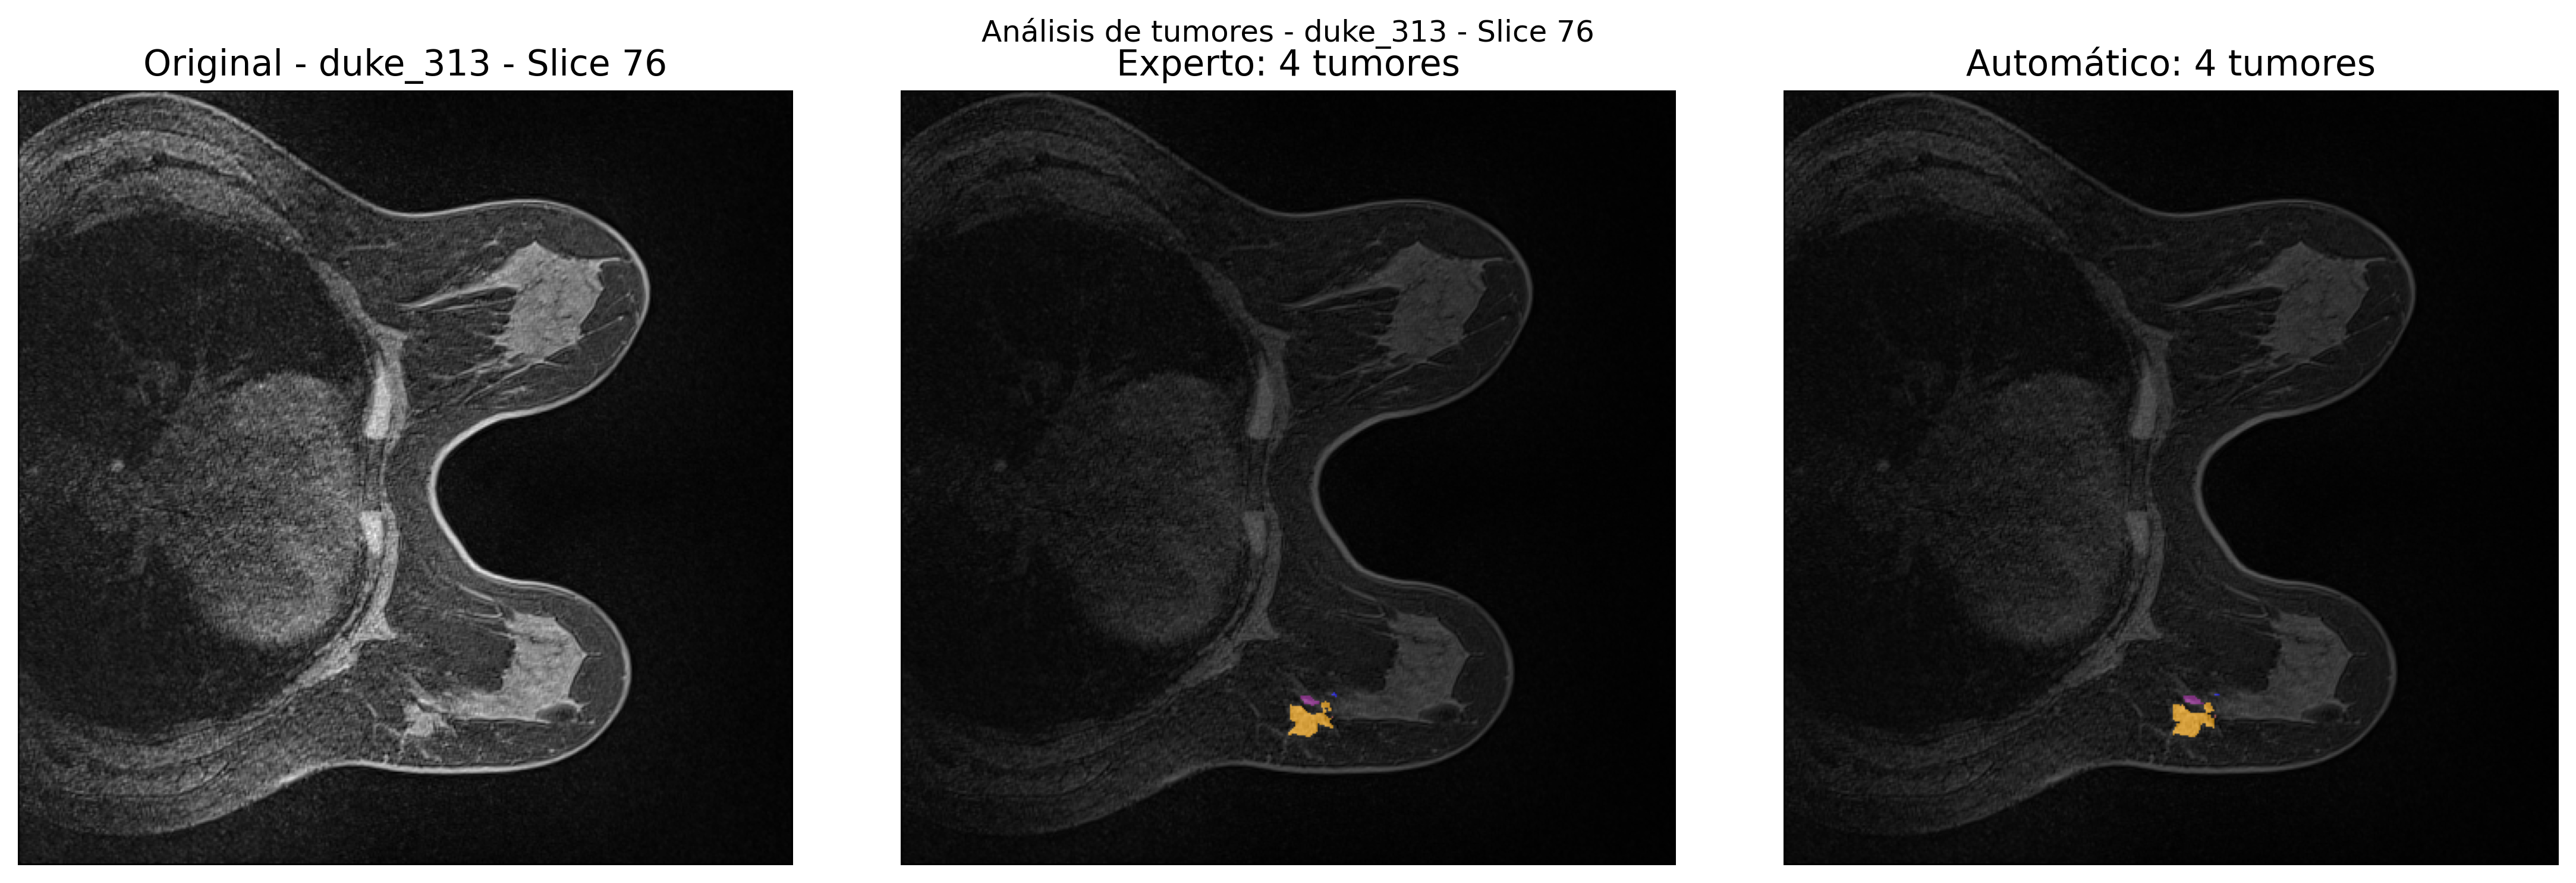 Análisis de tumores - duke_313 - Slice 76
Original - duke_313 - Slice 76
Experto: 4 tumores
Automático: 4 tumores